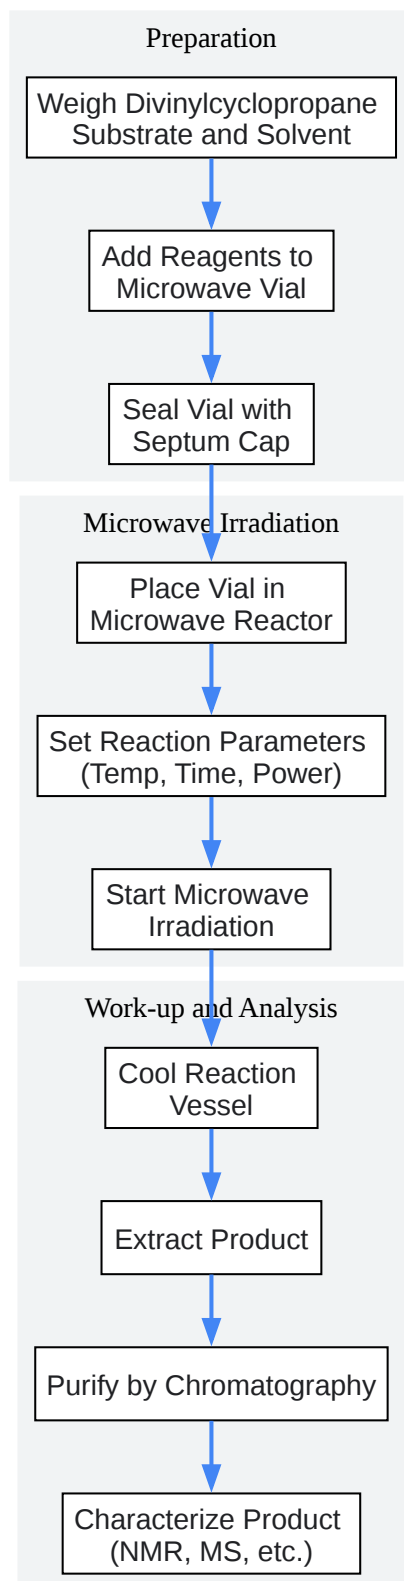 Preparation
Weigh Divinylcyclopropane
Substrate and Solvent
Add Reagents to
Microwave Vial
Seal Vial with
Septum Cap
Microwave Irradiation
Place Vial in
Microwave Reactor
Set Reaction Parameters
(Temp, Time, Power)
Start Microwave
Irradiation
Work-up and Analysis
Cool Reaction
Vessel
Extract Product
Purify by Chromatography
Characterize Product
(NMR, MS, etc.)